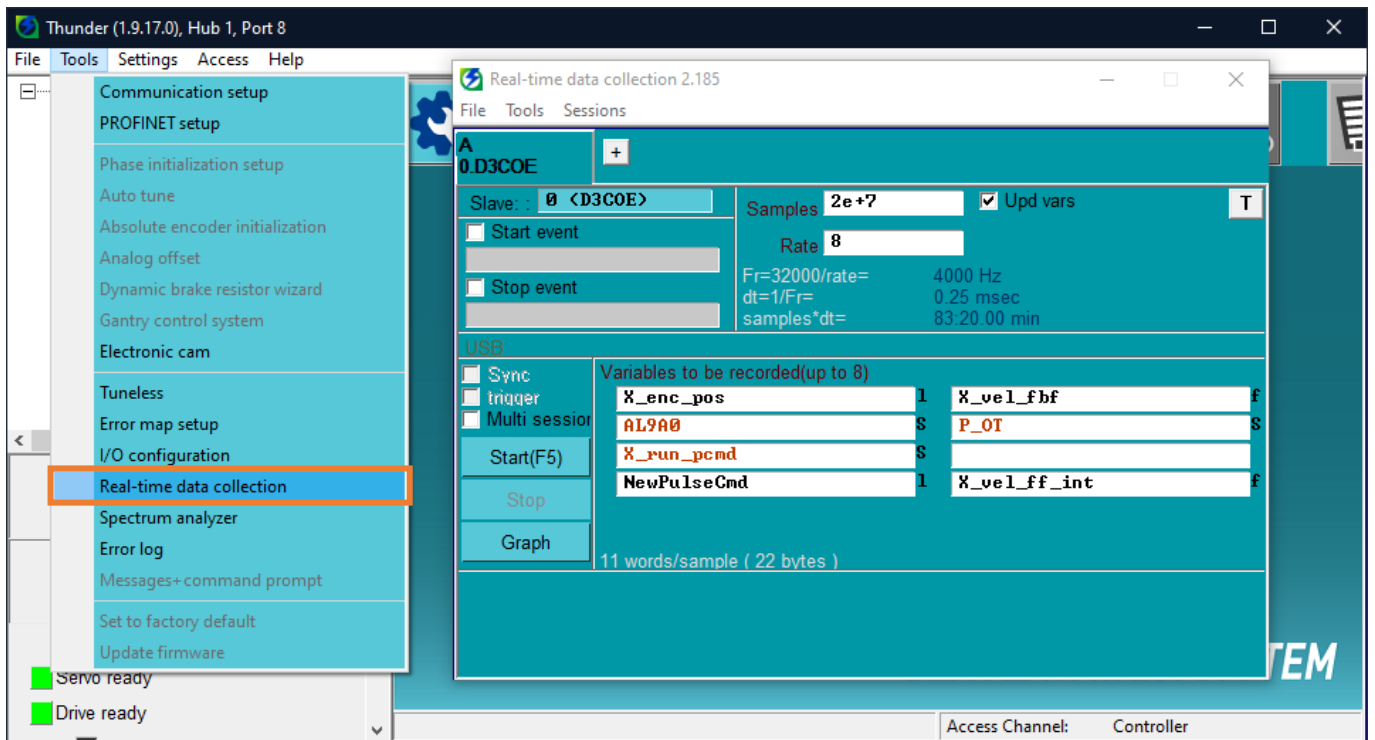 Thunder (1.9.17.0), Hub 1, Port 8
File Tools Settings Access Help
Communication setup
PROFINET setup
Phase initialization setup
Auto tune
Absolute encoder initialization
Analog offset
Dynamic brake resistor wizard
Gantry control system
Electronic cam
Tuneless
Error map setup
I/O configuration
Real-time data collection
Spectrum analyzer
Error log
Messages+command prompt
Set to factory default
Update firmware
Servo ready
Drive ready
Real-time data collection 2.185
File Tools Sessions
A
0.D3COE
+
Slave: : 0 (D3COE)
Start event
Stop event
Samples 2e+7
Upd vars
T
Rate 8
Fr=32000/rate= 4000 Hz
dt=1/Fr= 0.25 msec
samples*dt= 83:20.00 min
USB
Sync
trigger
Multi session
Start(F5)
Stop
Graph
Variables to be recorded(up to 8)
X_enc_pos l X_vel_fbf f
AL9A0 S P_OT S
X_run_pcmd S
NewPulseCmd l X_vel_ff_int f
11 words/sample ( 22 bytes )
TEM
Access Channel: Controller